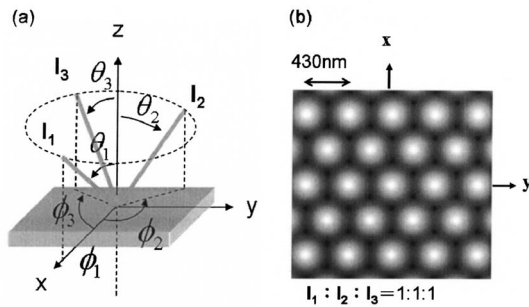 (a)
z
I₃
θ₃
θ₂
I₂
I₁
θ₁
ϕ₃
ϕ₂
y
x
ϕ₁
(b)
x
430nm
y
I₁ : I₂ : I₃=1:1:1